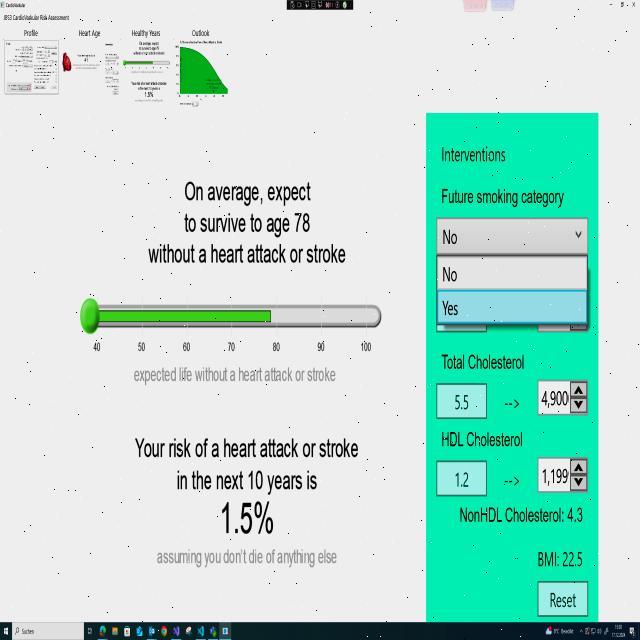 CardioVascular
JBS3 CardioVascular Risk Assessment
Profile
Heart Age
Healthy Years
Outlook
1.5%
On average, expect
to survive to age 78
without a heart attack or stroke
40 50 60 70 80 90 100
expected life without a heart attack or stroke
Your risk of a heart attack or stroke
in the next 10 years is
1.5%
assuming you don't die of anything else
Interventions
Future smoking category
No
No
Yes
Total Cholesterol
5.5 --> 4,900
HDL Cholesterol
1.2 --> 1,199
NonHDL Cholesterol: 4.3
BMI: 22.5
Reset
Suchen